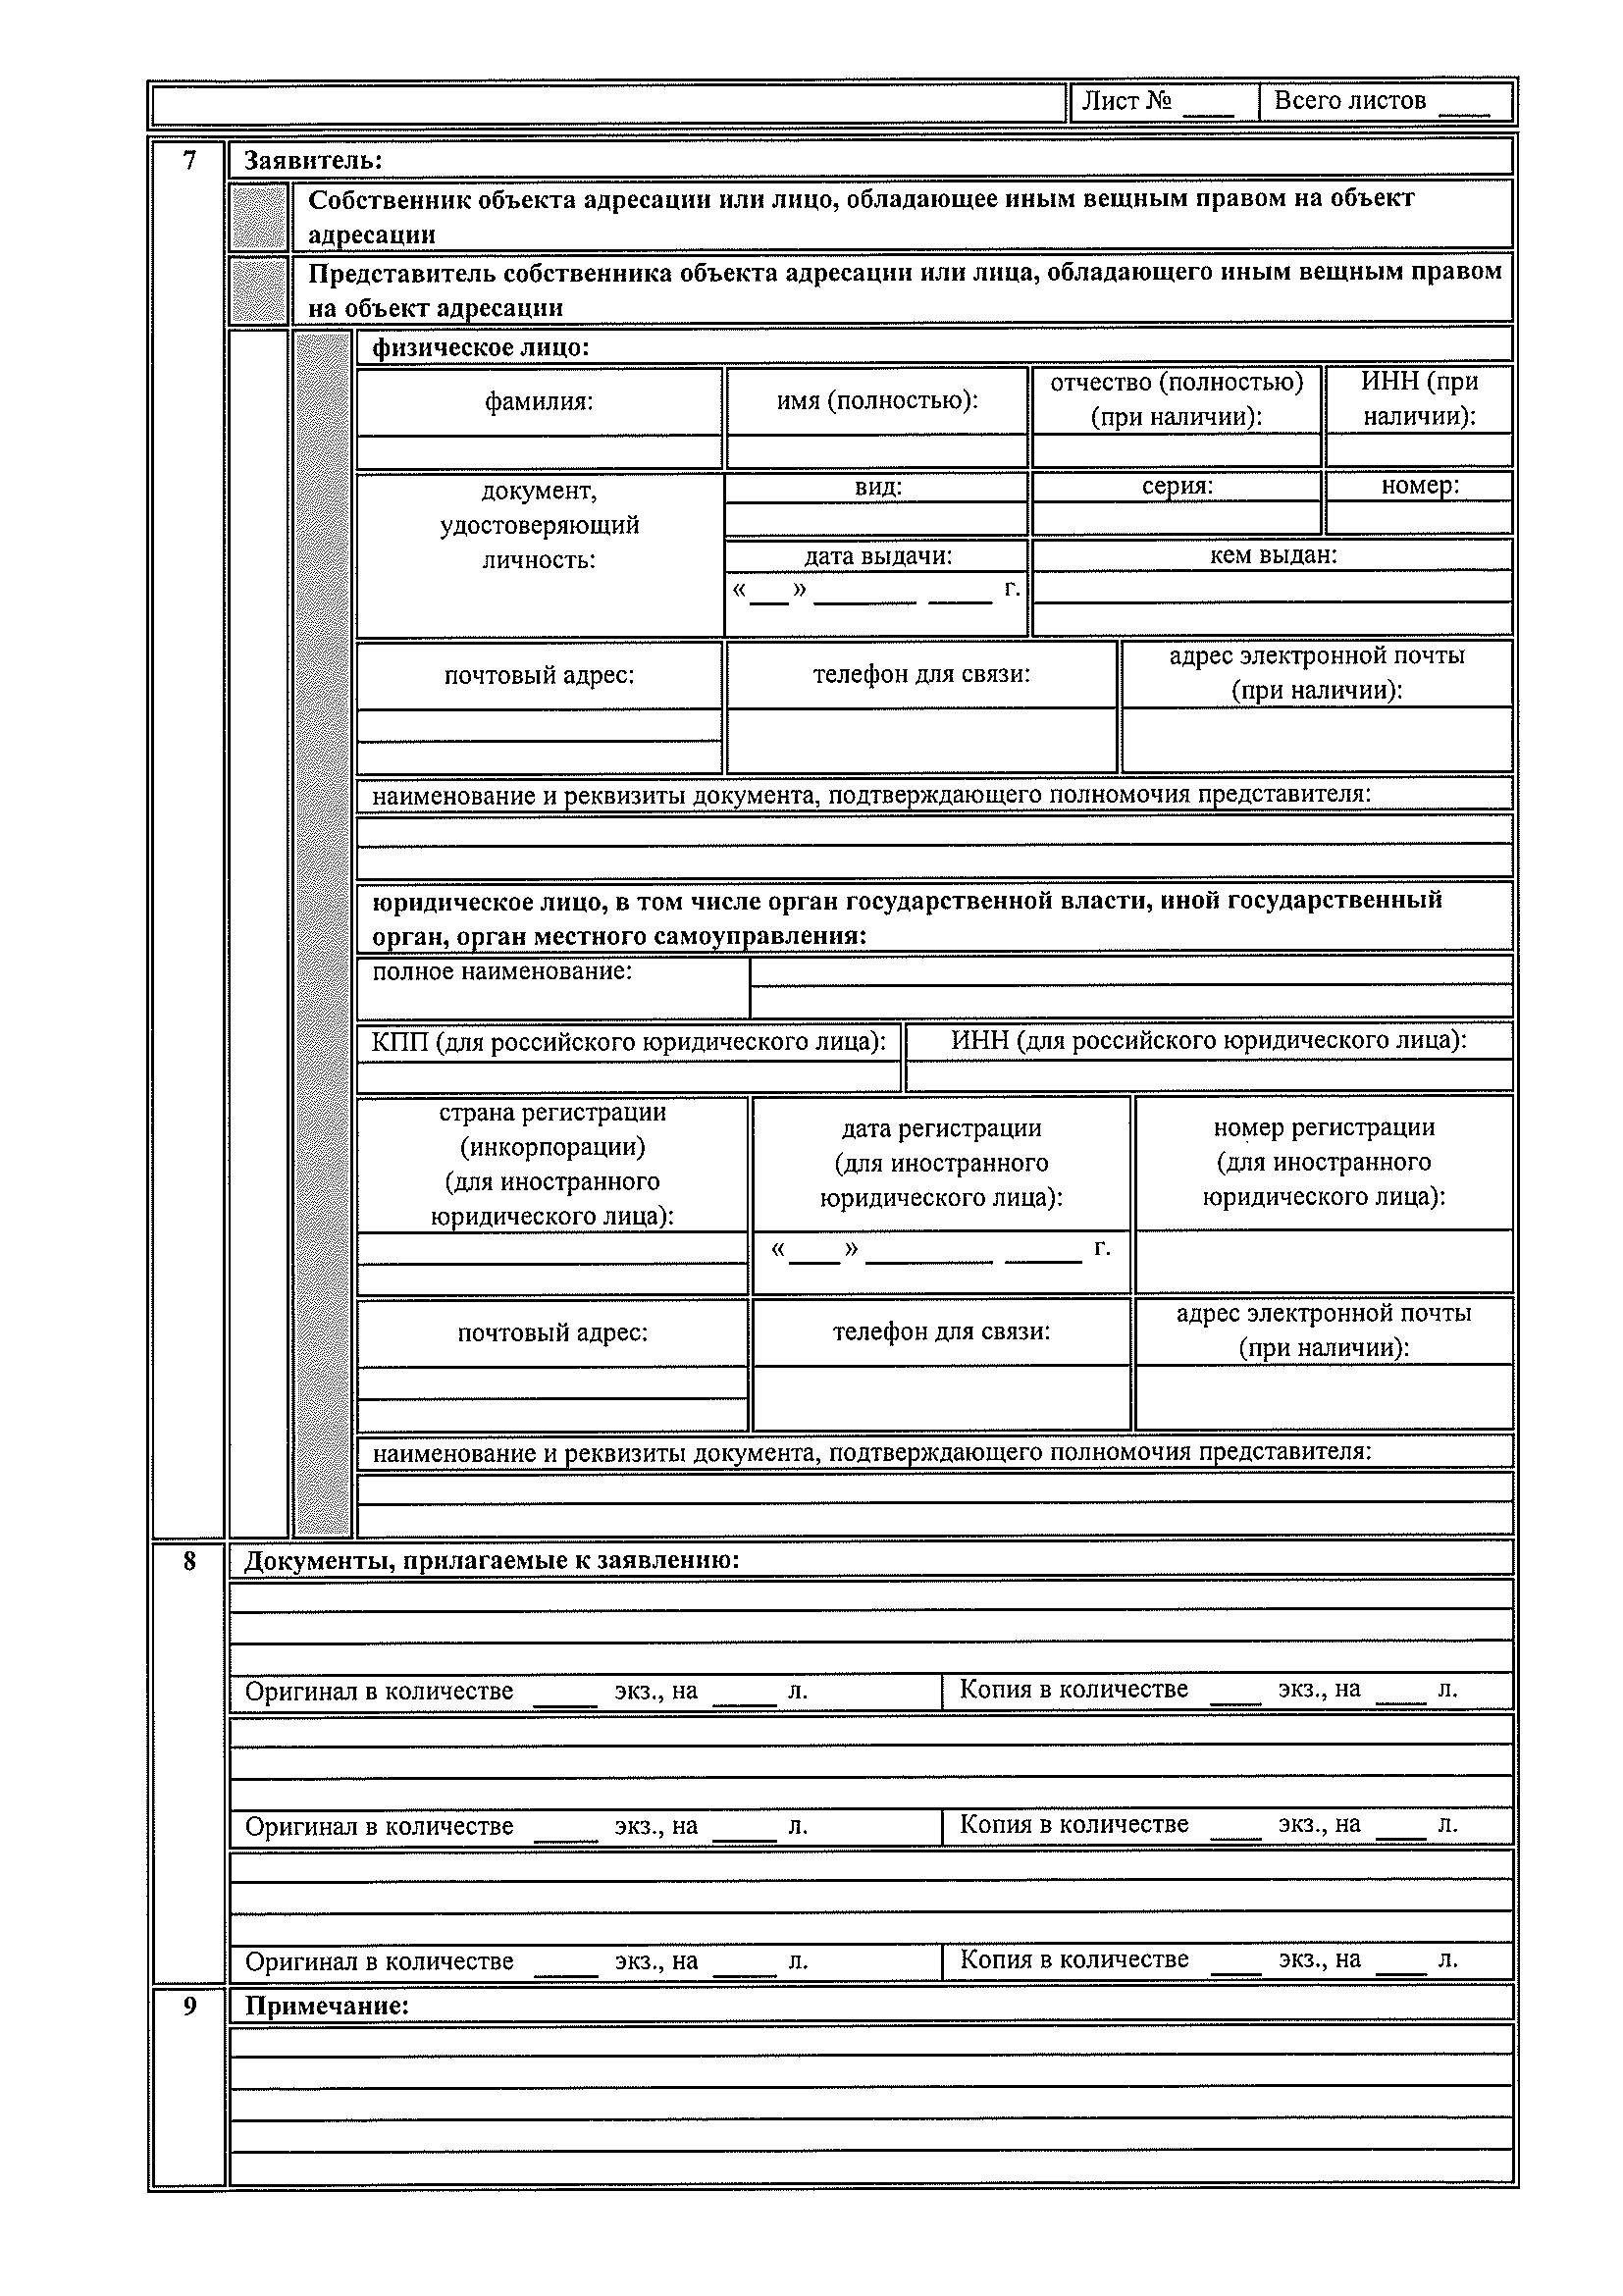 Лист № ____ Всего листов ____
7 Заявитель:
Собственник объекта адресации или лицо, обладающее иным вещным правом на объект
адресации
Представитель собственника объекта адресации или лица, обладающего иным вещным правом
на объект адресации
физическое лицо:
фамилия: имя (полностью): отчество (полностью) (при наличии): ИНН (при наличии):
документ, удостоверяющий личность: вид: серия: номер:
дата выдачи: кем выдан:
«___» ________ _____ г.
почтовый адрес: телефон для связи: адрес электронной почты (при наличии):
наименование и реквизиты документа, подтверждающего полномочия представителя:
юридическое лицо, в том числе орган государственной власти, иной государственный
орган, орган местного самоуправления:
полное наименование:
КПП (для российского юридического лица): ИНН (для российского юридического лица):
страна регистрации (инкорпорации) (для иностранного юридического лица): дата регистрации (для иностранного юридического лица): номер регистрации (для иностранного юридического лица):
«____» __________ ______ г.
почтовый адрес: телефон для связи: адрес электронной почты (при наличии):
наименование и реквизиты документа, подтверждающего полномочия представителя:
8 Документы, прилагаемые к заявлению:
Оригинал в количестве _____ экз., на _____ л. Копия в количестве ____ экз., на ____ л.
Оригинал в количестве _____ экз., на _____ л. Копия в количестве ____ экз., на ____ л.
Оригинал в количестве _____ экз., на _____ л. Копия в количестве ____ экз., на ____ л.
9 Примечание: